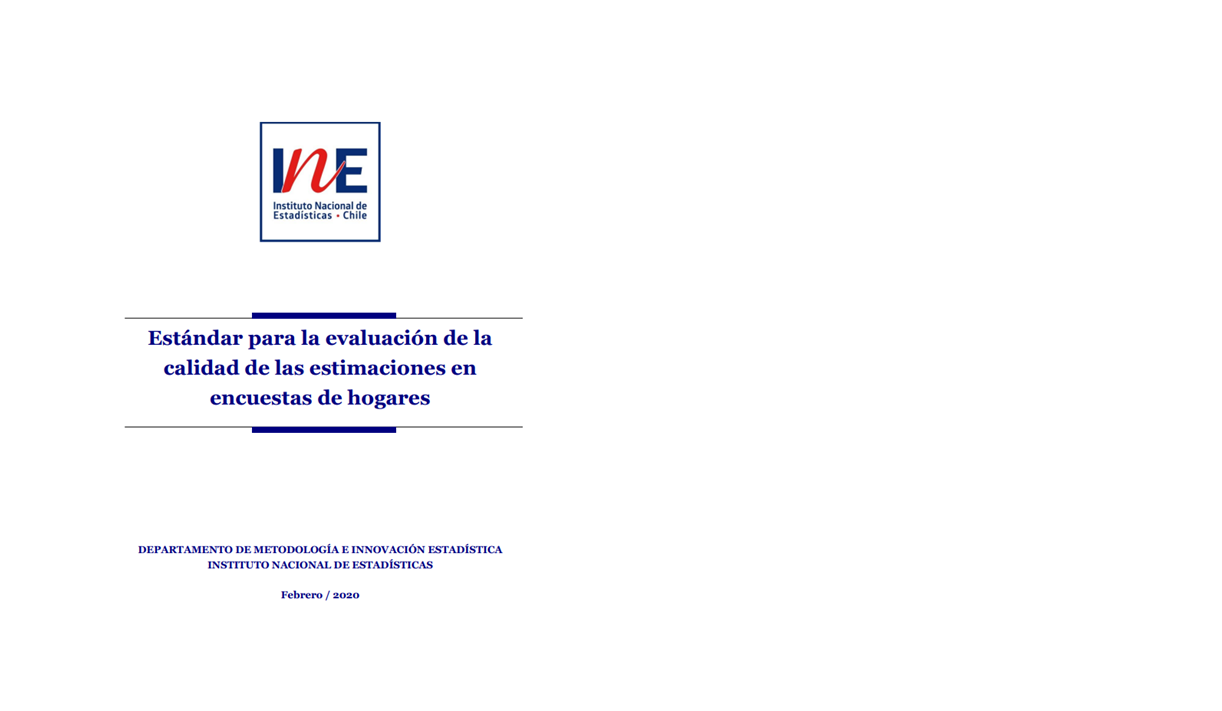 INE
Instituto Nacional de
Estadísticas • Chile
Estándar para la evaluación de la
calidad de las estimaciones en
encuestas de hogares
DEPARTAMENTO DE METODOLOGÍA E INNOVACIÓN ESTADÍSTICA
INSTITUTO NACIONAL DE ESTADÍSTICAS
Febrero / 2020